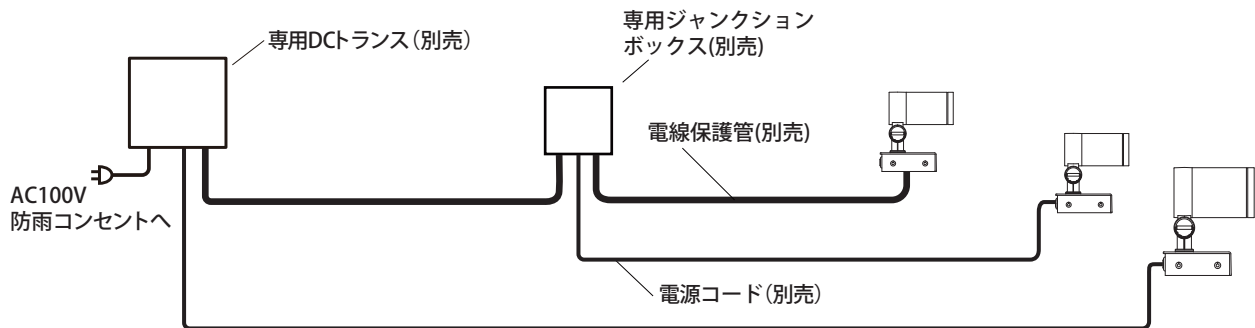 専用DCトランス（別売）
専用ジャンクション
ボックス(別売)
電線保護管(別売)
AC100V
防雨コンセントへ
電源コード（別売）